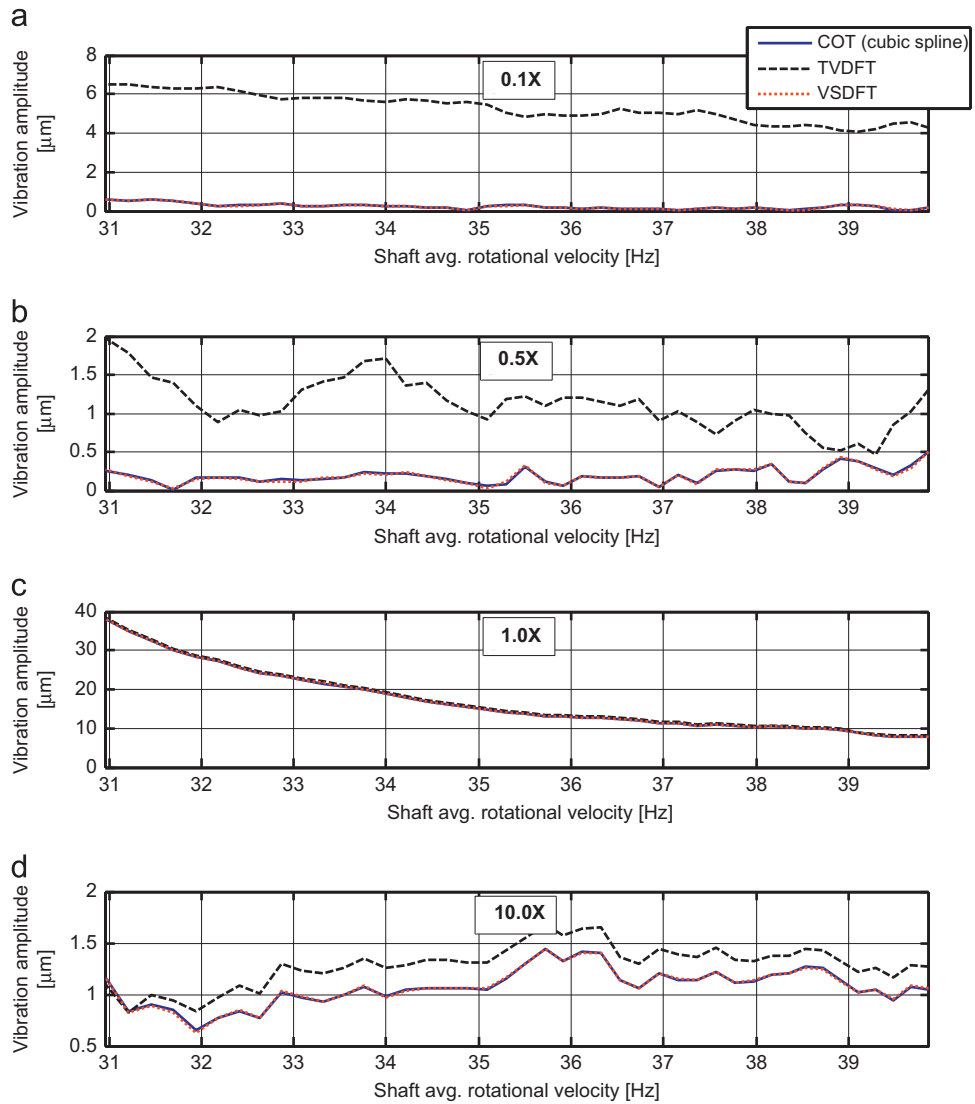 a
COT (cubic spline)
TVDFT
VSDFT
0.1X
Vibration amplitude
[µm]
8
6
4
2
0
31 32 33 34 35 36 37 38 39
Shaft avg. rotational velocity [Hz]
b
0.5X
Vibration amplitude
[µm]
2
1.5
1
0.5
0
31 32 33 34 35 36 37 38 39
Shaft avg. rotational velocity [Hz]
c
1.0X
Vibration amplitude
[µm]
40
30
20
10
0
31 32 33 34 35 36 37 38 39
Shaft avg. rotational velocity [Hz]
d
10.0X
Vibration amplitude
[µm]
2
1.5
1
0.5
31 32 33 34 35 36 37 38 39
Shaft avg. rotational velocity [Hz]